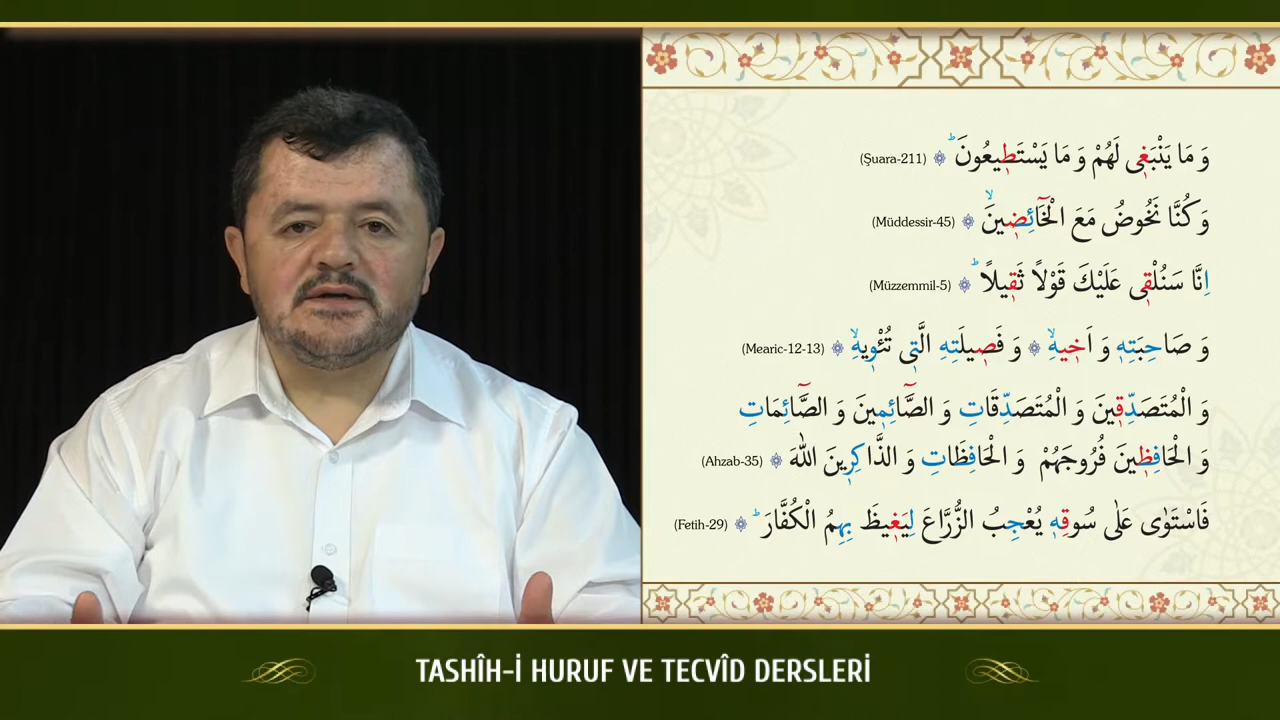 وَ مَا يَنْبَغٖى لَهُمْ وَ مَا يَسْتَطٖيعُونَ ؕ ۞ (Şuara-211)
وَ كُنَّا نَخُوضُ مَعَ الْخَٓائِضٖينَ ۙ ۞ (Müddessir-45)
اِنَّا سَنُلْقٖى عَلَيْكَ قَوْلاً ثَقٖيلاً ؕ ۞ (Müzzemmil-5)
وَ صَاحِبَتِهٖ وَ اَخٖيهِ ۙ ۞ وَ فَصٖيلَتِهِ الَّتٖى تُئْوٖيهِ ۙ ۞ (Mearic-12-13)
وَ الْمُتَصَدِّقٖينَ وَ الْمُتَصَدِّقَاتِ وَ الصَّٓائِمٖينَ وَ الصَّٓائِمَاتِ
وَ الْحَافِظٖينَ فُرُوجَهُمْ وَ الْحَافِظَاتِ وَ الذَّاكِرٖينَ اللّٰهَ ۞ (Ahzab-35)
فَاسْتَوٰى عَلٰى سُوقِهٖ يُعْجِبُ الزُّرَّاعَ لِيَغٖيظَ بِهِمُ الْكُفَّارَ ؕ ۞ (Fetih-29)
TASHÎH-İ HURUF VE TECVÎD DERSLERİ